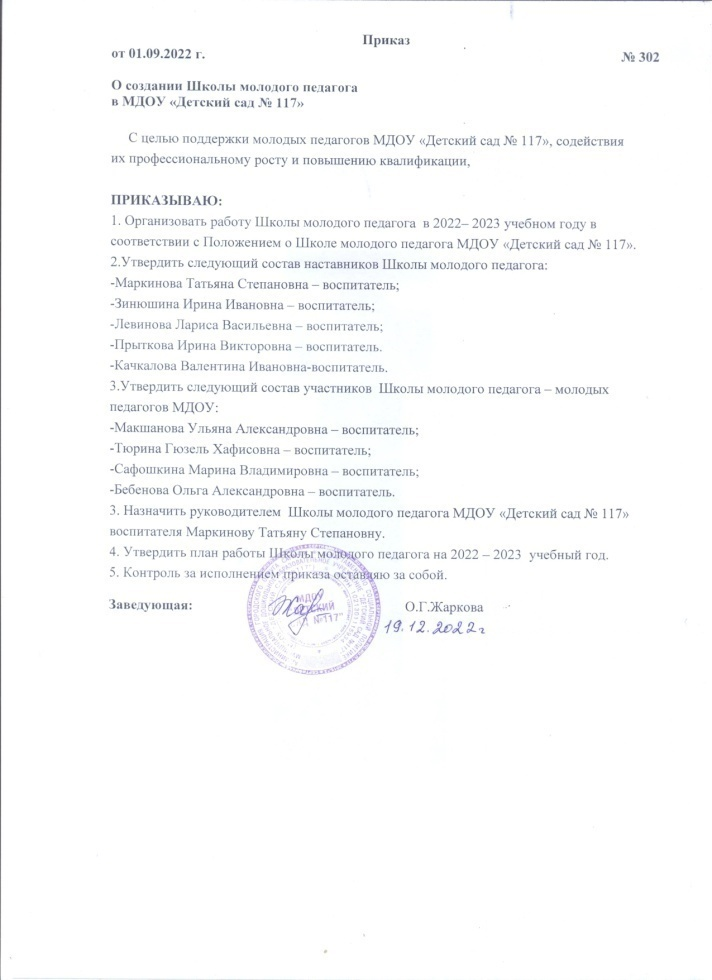 Приказ
от 01.09.2022 г.
№ 302
О создании Школы молодого педагога
в МДОУ «Детский сад № 117»
С целью поддержки молодых педагогов МДОУ «Детский сад № 117», содействия
их профессиональному росту и повышению квалификации,
ПРИКАЗЫВАЮ:
1. Организовать работу Школы молодого педагога в 2022– 2023 учебном году в
соответствии с Положением о Школе молодого педагога МДОУ «Детский сад № 117».
2.Утвердить следующий состав наставников Школы молодого педагога:
-Маркинова Татьяна Степановна – воспитатель;
-Зинюшина Ирина Ивановна – воспитатель;
-Левинова Лариса Васильевна – воспитатель;
-Прыткова Ирина Викторовна – воспитатель.
-Качкалова Валентина Ивановна-воспитатель.
3.Утвердить следующий состав участников Школы молодого педагога – молодых
педагогов МДОУ:
-Макшанова Ульяна Александровна – воспитатель;
-Тюрина Гюзель Хафисовна – воспитатель;
-Сафошкина Марина Владимировна – воспитатель;
-Бебенова Ольга Александровна – воспитатель.
3. Назначить руководителем Школы молодого педагога МДОУ «Детский сад № 117»
воспитателя Маркинову Татьяну Степановну.
4. Утвердить план работы Школы молодого педагога на 2022 – 2023 учебный год.
5. Контроль за исполнением приказа оставляю за собой.
Заведующая:
О.Г.Жаркова
19.12.2022г
МДОУ
№117"